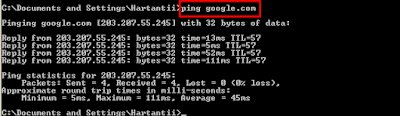 C:\Documents and Settings\Hartantii>ping google.com
Pinging google.com [203.207.55.245] with 32 bytes of data:
Reply from 203.207.55.245: bytes=32 time=13ms TTL=57
Reply from 203.207.55.245: bytes=32 time=5ms TTL=57
Reply from 203.207.55.245: bytes=32 time=52ms TTL=57
Reply from 203.207.55.245: bytes=32 time=111ms TTL=57
Ping statistics for 203.207.55.245:
Packets: Sent = 4, Received = 4, Lost = 0 (0% loss),
Approximate round trip times in milli-seconds:
Minimum = 5ms, Maximum = 111ms, Average = 45ms
C:\Documents and Settings\Hartantii>_